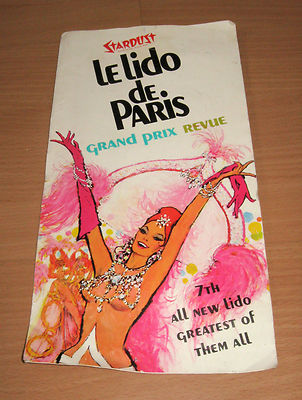 STARDUST
Le Lido
de
PARIS
GRAND PRIX REVUE
7TH
ALL NEW Lido
GREATEST OF
THEM ALL